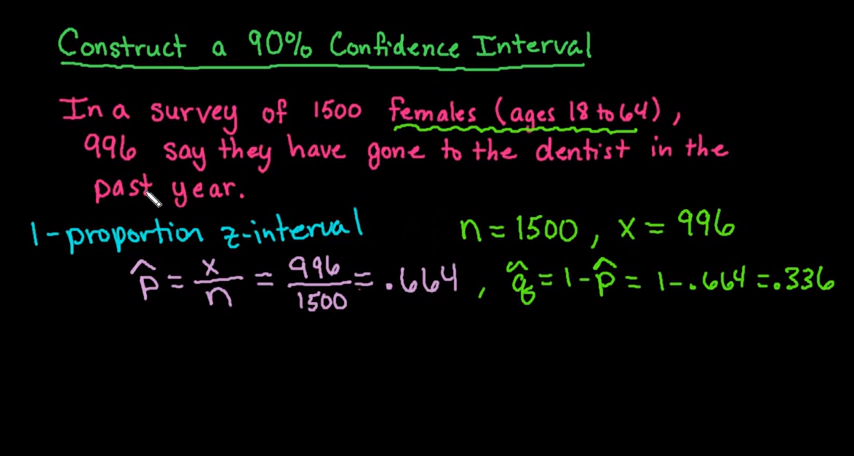 Construct a 90% Confidence Interval
In a survey of 1500 females (ages 18 to 64),
996 say they have gone to the dentist in the
past year.
1-proportion z-interval n = 1500 , x = 996
p̂ = x/n = 996/1500 = .664 , q̂ = 1 - p̂ = 1 - .664 = .336